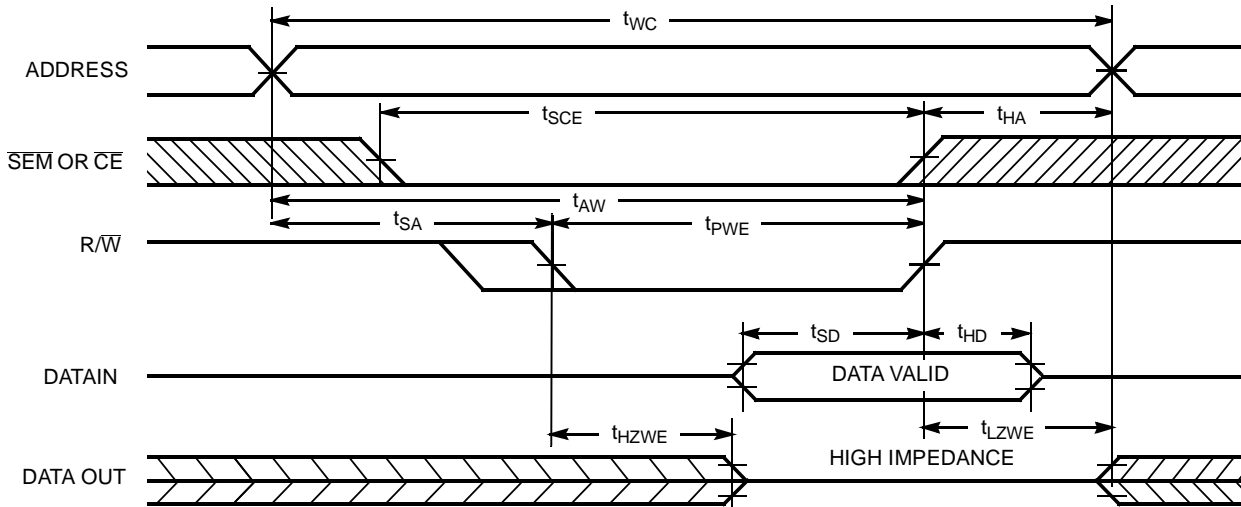 tWC
ADDRESS
tSCE
tHA
SEM OR CE
tAW
tSA
tPWE
R/W
tSD
tHD
DATAIN
DATA VALID
tHZWE
tLZWE
HIGH IMPEDANCE
DATA OUT